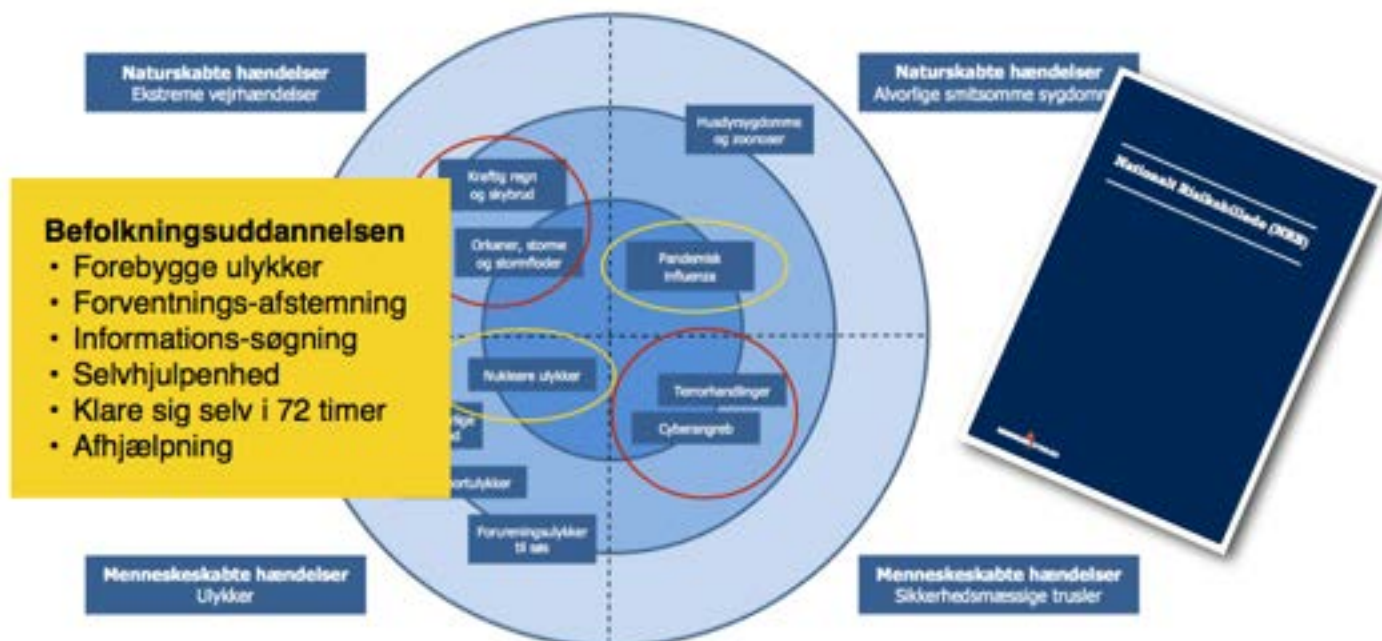 Naturskabte hændelser
Ekstreme vejrhændelser
Naturskabte hændelser
Alvorlige smitsomme sygdomme
Husdyrsygdomme
og zoonoser
Kraftig regn
og skybrud
Orkaner, storme
og stormfloder
Pandemisk
influenza
Nationalt Risikobillede (NRB)
Befolkningsuddannelsen
• Forebygge ulykker
• Forventnings-afstemning
• Informations-søgning
• Selvhjulpenhed
• Klare sig selv i 72 timer
• Afhjælpning
Nukleare ulykker
Terrorhandlinger
Cyberangreb
Forureningsulykker
til søs
Menneskeskabte hændelser
Ulykker
Menneskeskabte hændelser
Sikkerhedsmæssige trusler